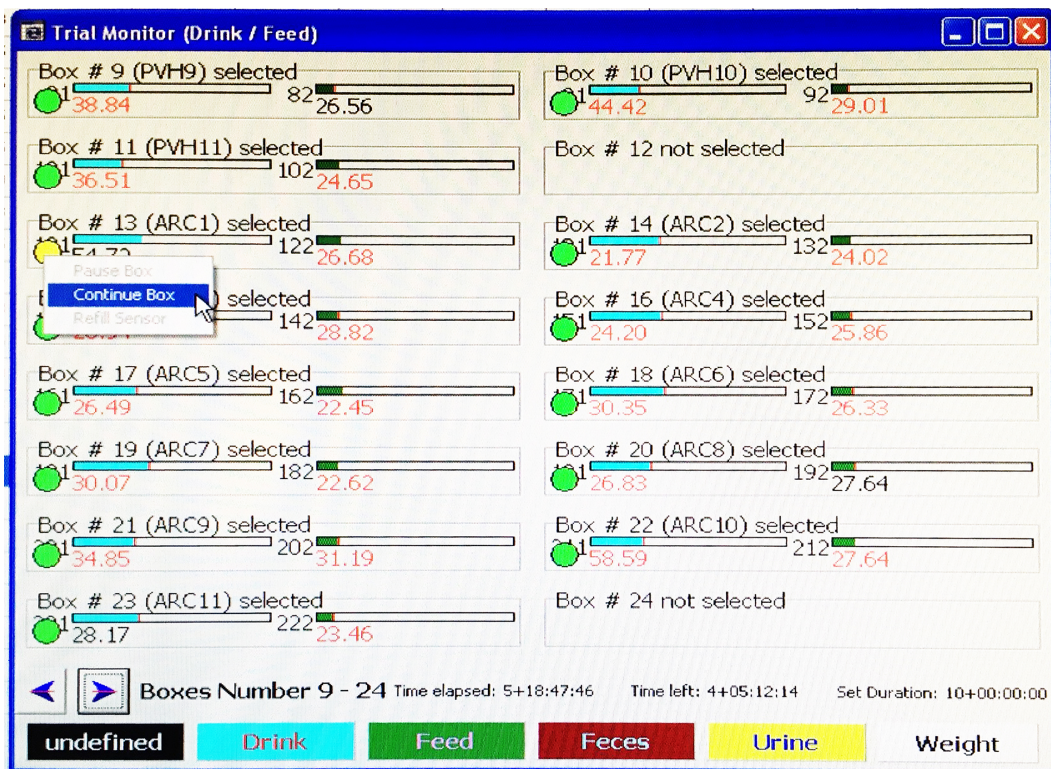 Trial Monitor (Drink / Feed)
Box # 9 (PVH9) selected
38.84 82 26.56
Box # 10 (PVH10) selected
44.42 92 29.01
Box # 11 (PVH11) selected
36.51 102 24.65
Box # 12 not selected
Box # 13 (ARC1) selected
54.72 122 26.68
Box # 14 (ARC2) selected
21.77 132 24.02
Pause Box
Continue Box
Refill Sensor
selected
142 28.82
Box # 16 (ARC4) selected
24.20 152 25.86
Box # 17 (ARC5) selected
26.49 162 22.45
Box # 18 (ARC6) selected
30.35 172 26.33
Box # 19 (ARC7) selected
30.07 182 22.62
Box # 20 (ARC8) selected
26.83 192 27.64
Box # 21 (ARC9) selected
34.85 202 31.19
Box # 22 (ARC10) selected
58.59 212 27.64
Box # 23 (ARC11) selected
28.17 222 23.46
Box # 24 not selected
Boxes Number 9 - 24 Time elapsed: 5+18:47:46 Time left: 4+05:12:14 Set Duration: 10+00:00:00
undefined Drink Feed Feces Urine Weight